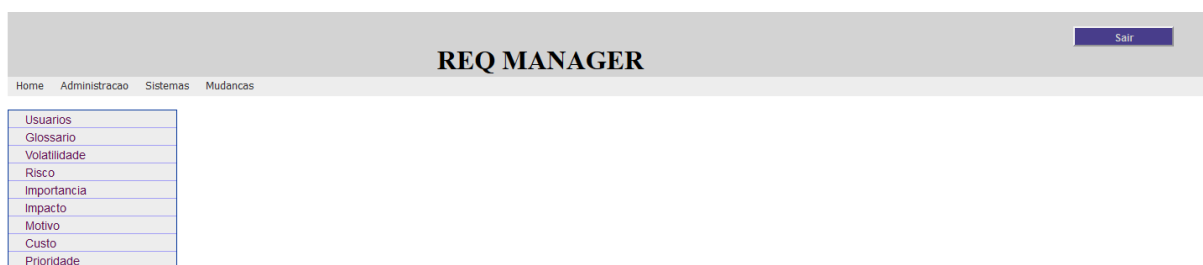 Sair
REQ MANAGER
Home Administracao Sistemas Mudancas
Usuarios
Glossario
Volatilidade
Risco
Importancia
Impacto
Motivo
Custo
Prioridade